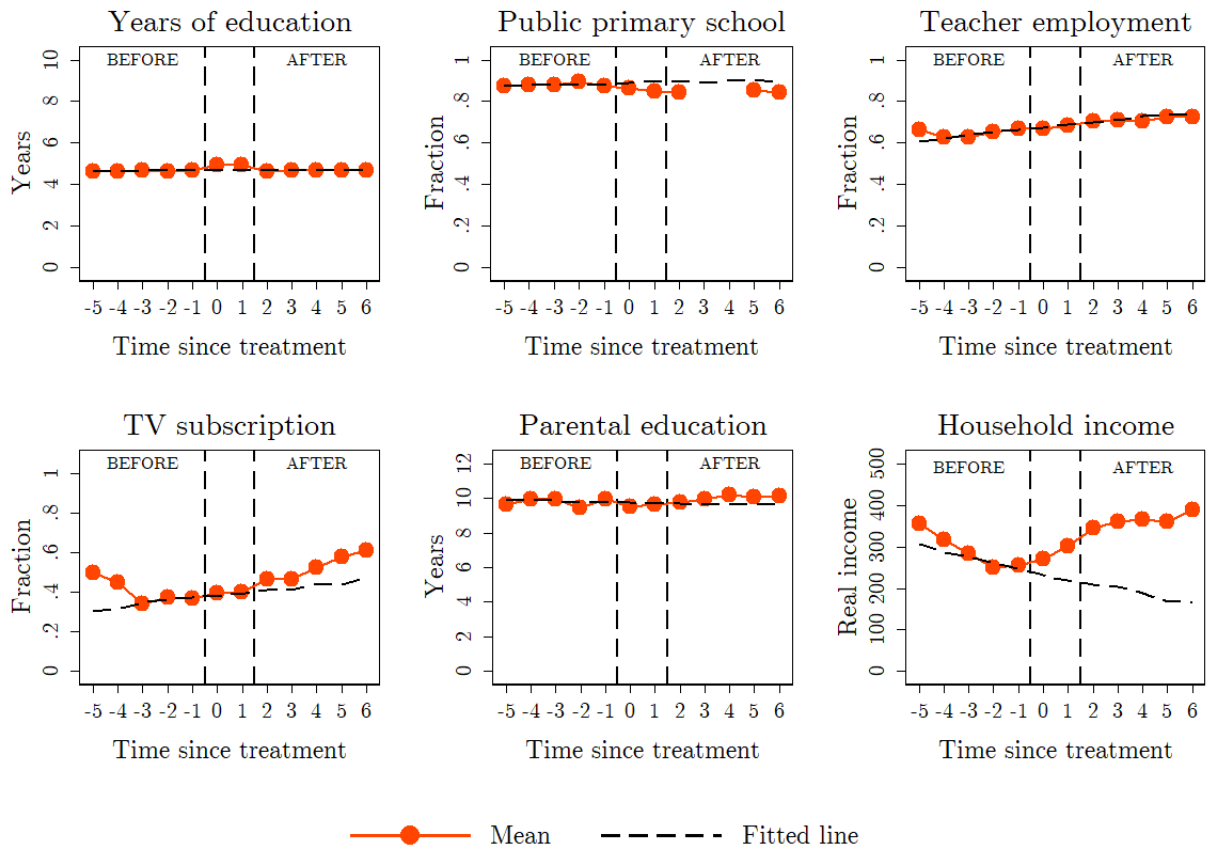 Years of education
BEFORE AFTER
Years
0 2 4 6 8 10
-5 -4 -3 -2 -1 0 1 2 3 4 5 6
Time since treatment
Public primary school
BEFORE AFTER
Fraction
0 .2 .4 .6 .8 1
-5 -4 -3 -2 -1 0 1 2 3 4 5 6
Time since treatment
Teacher employment
BEFORE AFTER
Fraction
0 .2 .4 .6 .8 1
-5 -4 -3 -2 -1 0 1 2 3 4 5 6
Time since treatment
TV subscription
BEFORE AFTER
Fraction
0 .2 .4 .6 .8 1
-5 -4 -3 -2 -1 0 1 2 3 4 5 6
Time since treatment
Parental education
BEFORE AFTER
Years
0 2 4 6 8 10 12
-5 -4 -3 -2 -1 0 1 2 3 4 5 6
Time since treatment
Household income
BEFORE AFTER
Real income
0 100 200 300 400 500
-5 -4 -3 -2 -1 0 1 2 3 4 5 6
Time since treatment
Mean Fitted line